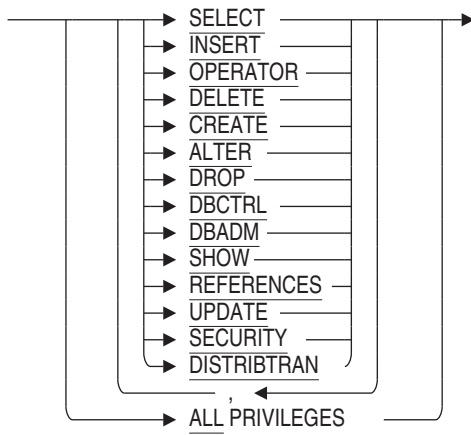 SELECT
INSERT
OPERATOR
DELETE
CREATE
ALTER
DROP
DBCTRL
DBADM
SHOW
REFERENCES
UPDATE
SECURITY
DISTRIBTRAN
,
ALL PRIVILEGES